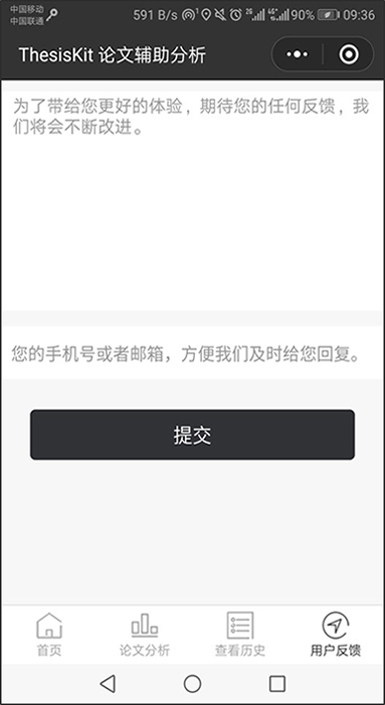 中国移动
中国联通
591 B/s 2G 4G 90% 09:36
ThesisKit 论文辅助分析
为了带给您更好的体验，期待您的任何反馈，我
们将会不断改进。
您的手机号或者邮箱，方便我们及时给您回复。
提交
首页 论文分析 查看历史 用户反馈